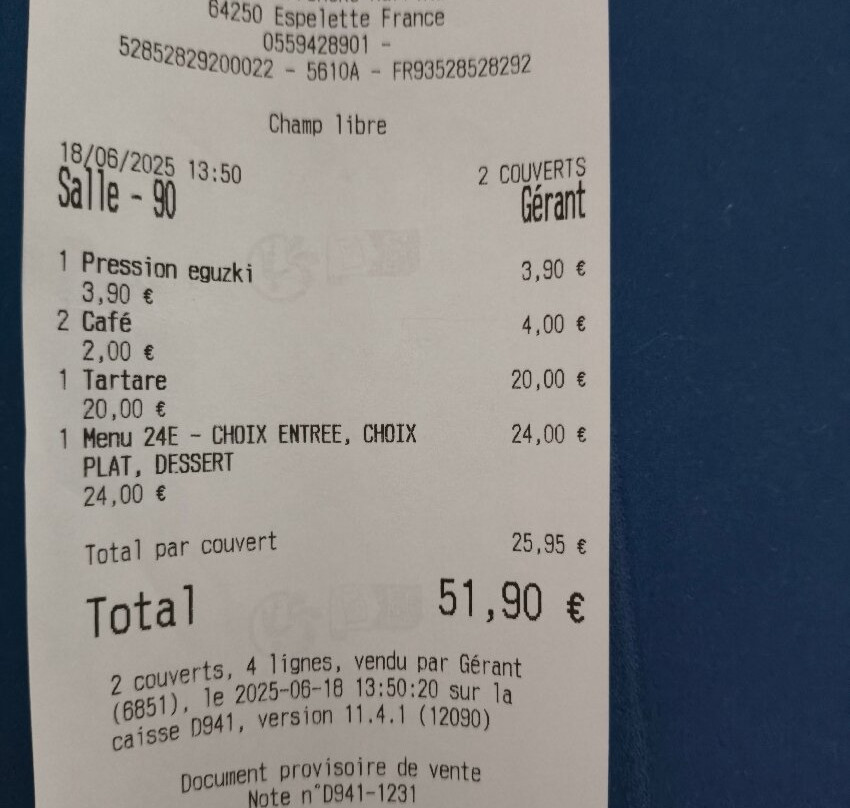 64250 Espelette France
0559428901 -
52852829200022 - 5610A - FR93528528292
Champ libre
18/06/2025 13:50
2 COUVERTS
Salle - 90
Gérant
1 Pression eguzki 3,90 €
3,90 €
2 Café 4,00 €
2,00 €
1 Tartare 20,00 €
20,00 €
1 Menu 24E - CHOIX ENTREE, CHOIX 24,00 €
PLAT, DESSERT
24,00 €
Total par couvert 25,95 €
Total 51,90 €
2 couverts, 4 lignes, vendu par Gérant
(6851), le 2025-06-18 13:50:20 sur la
caisse D941, version 11.4.1 (12090)
Document provisoire de vente
Note n°D941-1231